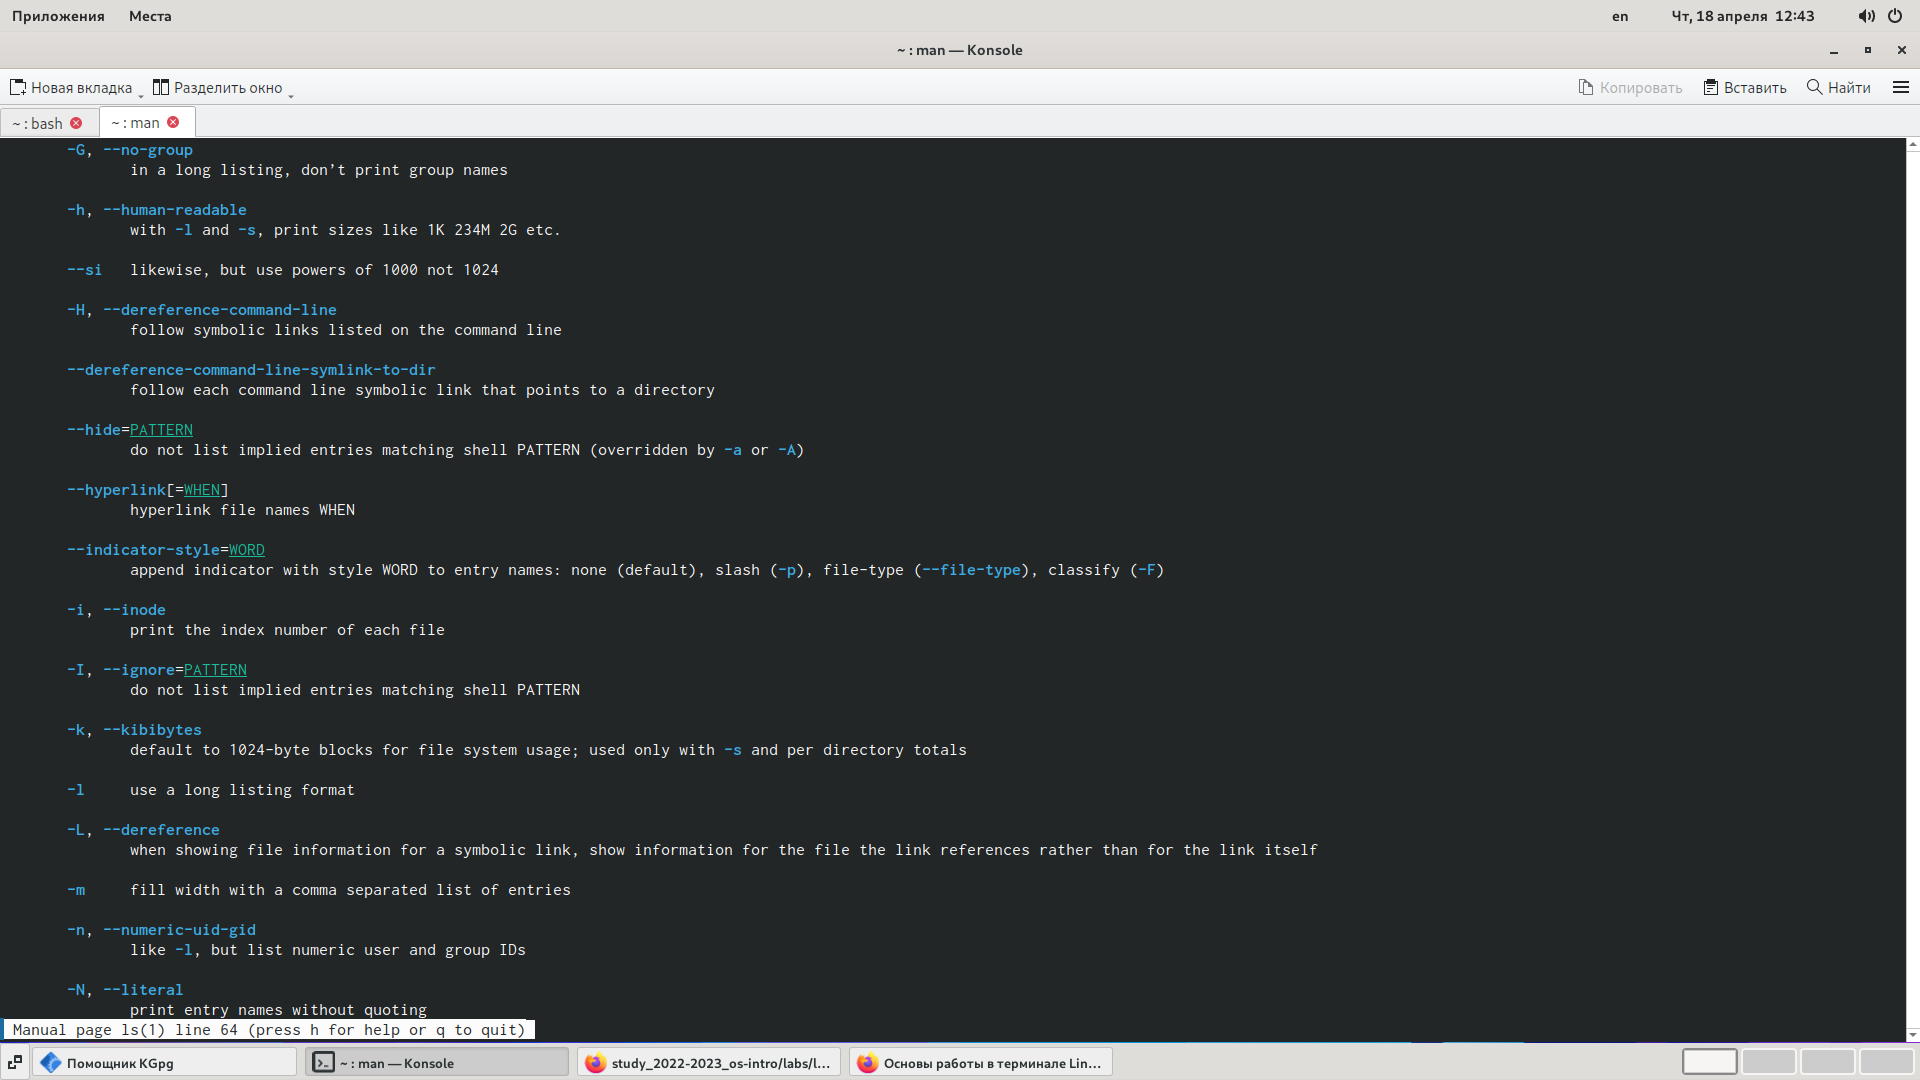 Приложения Места en Чт, 18 апреля 12:43
~ : man — Konsole
Новая вкладка Разделить окно Копировать Вставить Найти
~ : bash ~ : man
-G, --no-group
in a long listing, don’t print group names
-h, --human-readable
with -l and -s, print sizes like 1K 234M 2G etc.
--si likewise, but use powers of 1000 not 1024
-H, --dereference-command-line
follow symbolic links listed on the command line
--dereference-command-line-symlink-to-dir
follow each command line symbolic link that points to a directory
--hide=PATTERN
do not list implied entries matching shell PATTERN (overridden by -a or -A)
--hyperlink[=WHEN]
hyperlink file names WHEN
--indicator-style=WORD
append indicator with style WORD to entry names: none (default), slash (-p), file-type (--file-type), classify (-F)
-i, --inode
print the index number of each file
-I, --ignore=PATTERN
do not list implied entries matching shell PATTERN
-k, --kibibytes
default to 1024-byte blocks for file system usage; used only with -s and per directory totals
-l use a long listing format
-L, --dereference
when showing file information for a symbolic link, show information for the file the link references rather than for the link itself
-m fill width with a comma separated list of entries
-n, --numeric-uid-gid
like -l, but list numeric user and group IDs
-N, --literal
print entry names without quoting
Manual page ls(1) line 64 (press h for help or q to quit)
Помощник KGpg ~ : man — Konsole study_2022-2023_os-intro/labs/l... Основы работы в терминале Lin...